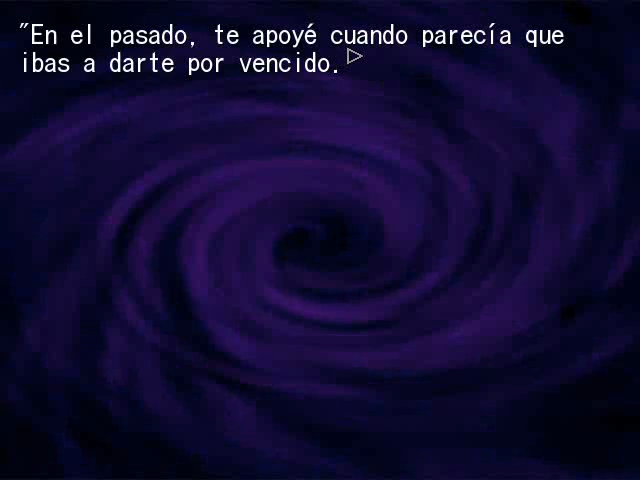 "En el pasado, te apoyé cuando parecía que
ibas a darte por vencido.